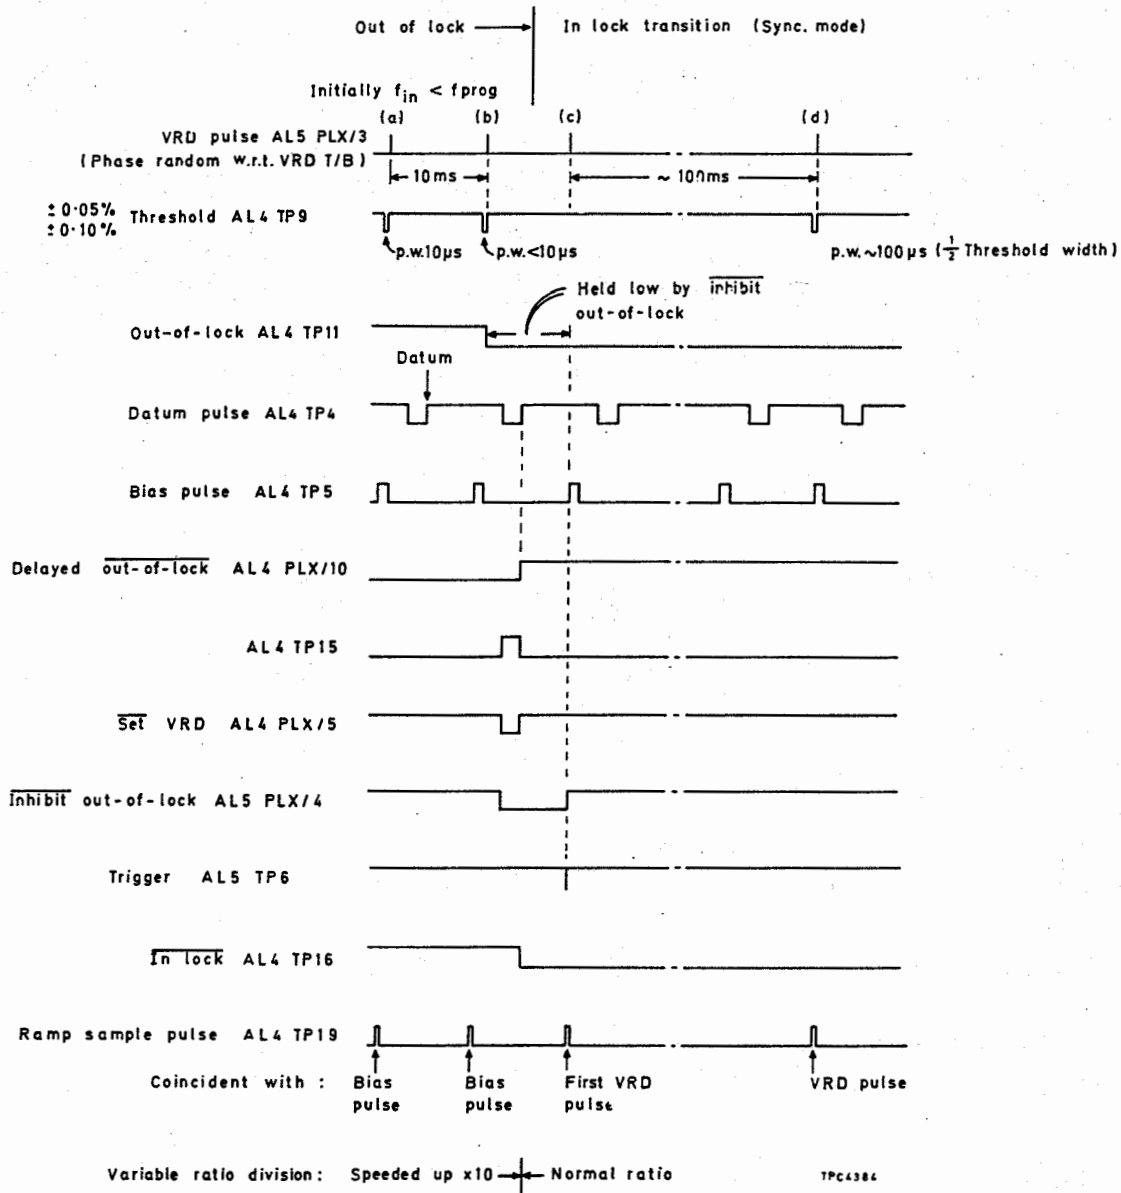 Out of lock
In lock transition (Sync. mode)
Initially fin < fprog
(a) (b) (c) (d)
VRD pulse AL5 PLX/3
(Phase random w.r.t. VRD T/B)
10ms
~ 100ms
± 0·05%
± 0·10%
Threshold AL4 TP9
p.w.10µs
p.w.<10µs
p.w.~100µs (½ Threshold width)
Held low by inhibit
out-of-lock
Out-of-lock AL4 TP11
Datum
Datum pulse AL4 TP4
Bias pulse AL4 TP5
Delayed out-of-lock AL4 PLX/10
AL4 TP15
Set VRD AL4 PLX/5
Inhibit out-of-lock AL5 PLX/4
Trigger AL5 TP6
In lock AL4 TP16
Ramp sample pulse AL4 TP19
Coincident with : Bias pulse
Bias pulse
First VRD pulse
VRD pulse
Variable ratio division: Speeded up x10
Normal ratio
TPC4384